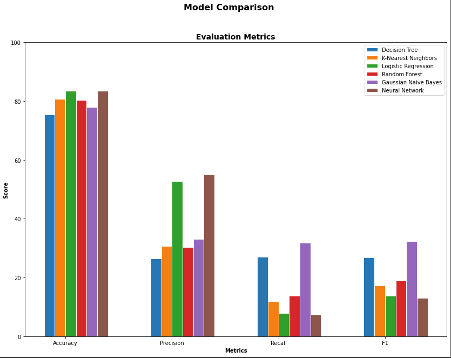 Model Comparison
Evaluation Metrics
100
80
60
40
20
0
Score
Decision Tree
K-Nearest Neighbors
Logistic Regression
Random Forest
Gaussian Naive Bayes
Neural Network
Accuracy
Precision
Recall
F1
Metrics